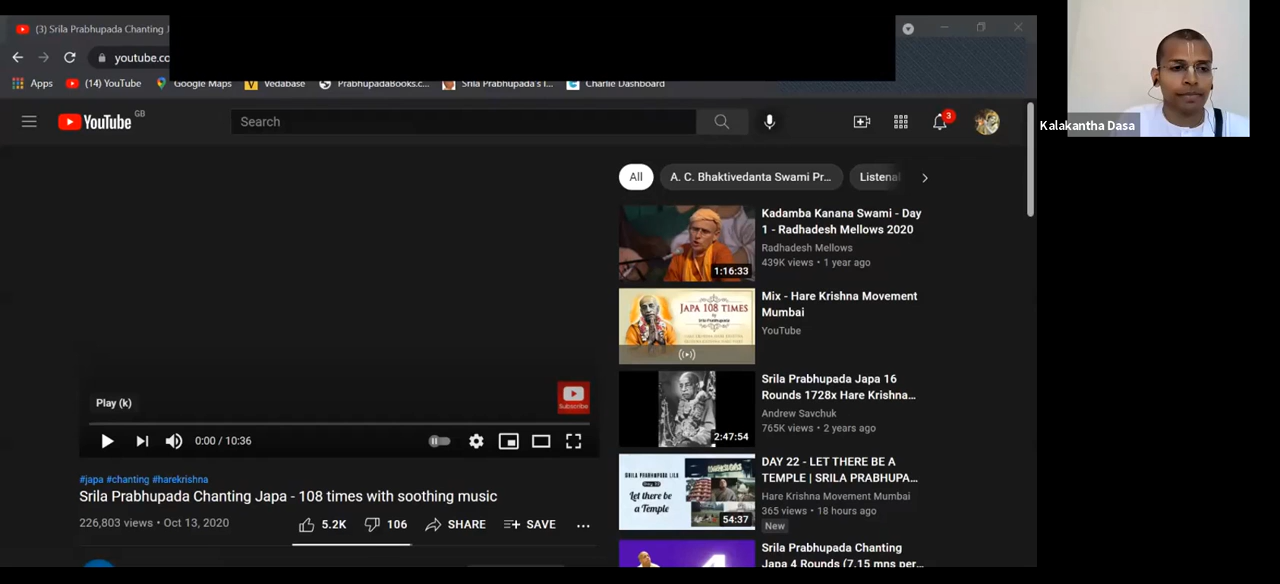 (3) Srila Prabhupada Chanting J
youtube.co
Apps
(14) YouTube
Google Maps
Vedabase
PrabhupadaBooks.c...
Srila Prabhupada's l...
Charlie Dashboard
YouTube GB
Search
3
Kalakantha Dasa
All
A. C. Bhaktivedanta Swami Pr...
Listena
Kadamba Kanana Swami - Day
1 - Radhadesh Mellows 2020
Radhadesh Mellows
439K views • 1 year ago
1:16:33
JAPA 108 TIMES
Mix - Hare Krishna Movement
Mumbai
YouTube
Srila Prabhupada Japa 16
Rounds 1728x Hare Krishna...
Andrew Savchuk
765K views • 2 years ago
2:47:54
SRILA PRABHUPADA LILA
Let there be
a Temple
54:37
DAY 22 - LET THERE BE A
TEMPLE | SRILA PRABHUPA...
Hare Krishna Movement Mumbai
365 views • 18 hours ago
New
Srila Prabhupada Chanting
Japa 4 Rounds (7.15 mns per...
4
Play (k)
Subscribe
0:00 / 10:36
#japa #chanting #harekrishna
Srila Prabhupada Chanting Japa - 108 times with soothing music
226,803 views • Oct 13, 2020
5.2K
106
SHARE
SAVE